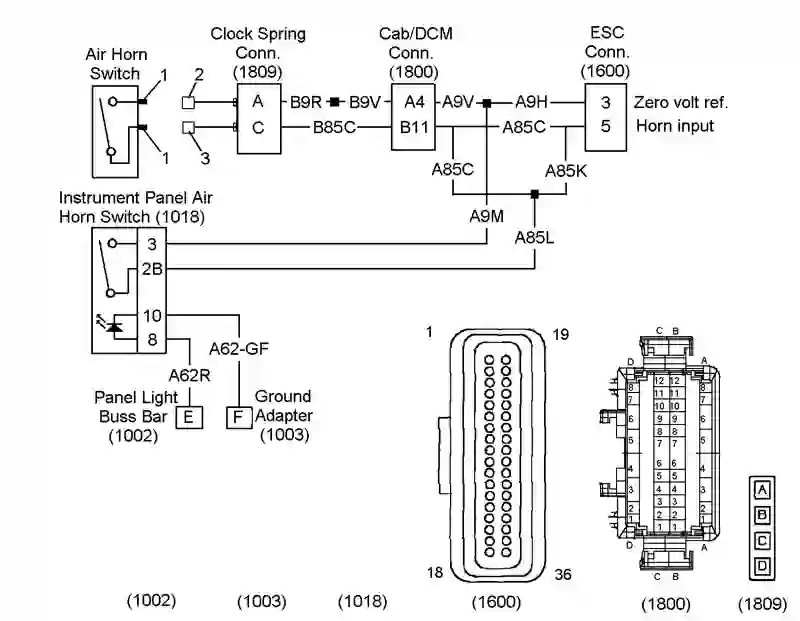 Clock Spring
Conn.
(1809)
Cab/DCM
Conn.
(1800)
ESC
Conn.
(1600)
Air Horn
Switch
1
2
A B9R B9V A4 A9V A9H 3 Zero volt ref.
C B85C B11 A85C 5 Horn input
1
3
A85C
A85K
Instrument Panel Air
Horn Switch (1018)
A9M
A85L
3
2B
10
8
A62-GF
A62R
Panel Light
Buss Bar
(1002)
E
F
Ground
Adapter
(1003)
1
19
18
36
C B
D A
8 12 12 8
7 11 11 7
10 10
6 9 9 6
8 8
5 7 7 5
6 6
4 5 5 4
3 4 4 3
3 3
2 2 2 2
1 1 1 1
D A
C B
A
B
C
D
(1002)
(1003)
(1018)
(1600)
(1800)
(1809)